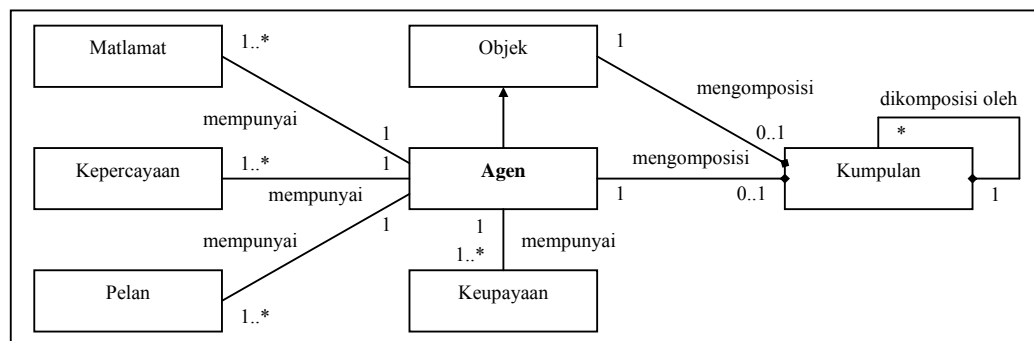 Matlamat
1..*
Objek
1
mengomposisi
dikomposisi oleh
*
mempunyai
1
0..1
Kepercayaan
1..*
mempunyai
1
Agen
mengomposisi
1
0..1
Kumpulan
1
mempunyai
1
1
mempunyai
1..*
Pelan
1..*
Keupayaan